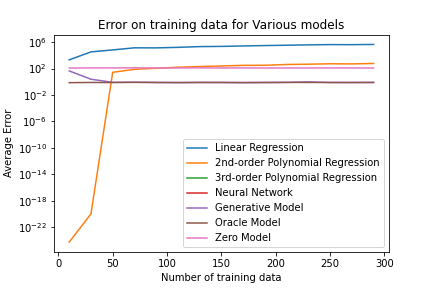 Error on training data for Various models
Average Error
10^6
10^2
10^-2
10^-6
10^-10
10^-14
10^-18
10^-22
Linear Regression
2nd-order Polynomial Regression
3rd-order Polynomial Regression
Neural Network
Generative Model
Oracle Model
Zero Model
0 50 100 150 200 250 300
Number of training data